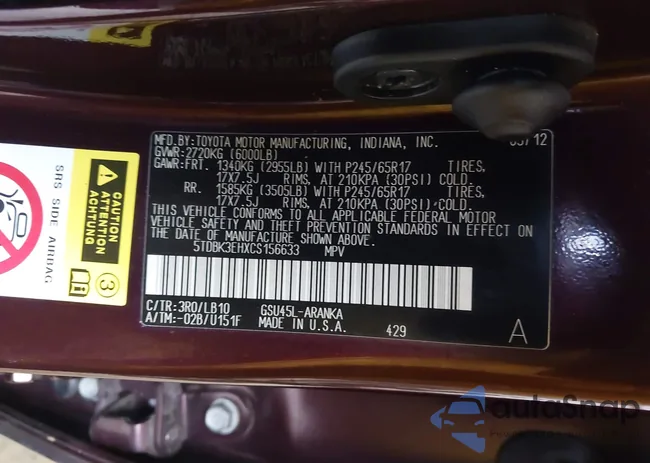 MFD.BY:TOYOTA MOTOR MANUFACTURING, INDIANA, INC. 03/12
GVWR:2720KG (6000LB)
GAWR:FRT. 1340KG (2955LB) WITH P245/65R17 TIRES,
17X7.5J RIMS, AT 210KPA (30PSI) COLD.
RR. 1585KG (3505LB) WITH P245/65R17 TIRES,
17X7.5J RIMS, AT 210KPA (30PSI) COLD.
THIS VEHICLE CONFORMS TO ALL APPLICABLE FEDERAL MOTOR
VEHICLE SAFETY AND THEFT PREVENTION STANDARDS IN EFFECT ON
THE DATE OF MANUFACTURE SHOWN ABOVE.
5TDBK3EHXCS156633 MPV
C/TR:3R0/LB10 GSU45L-ARANKA
A/TM:-02B/U151F MADE IN U.S.A. 429 A
SRS SIDE AIRBAG
CAUTION
ATTENTION
ACHTUNG
3
autoSnap